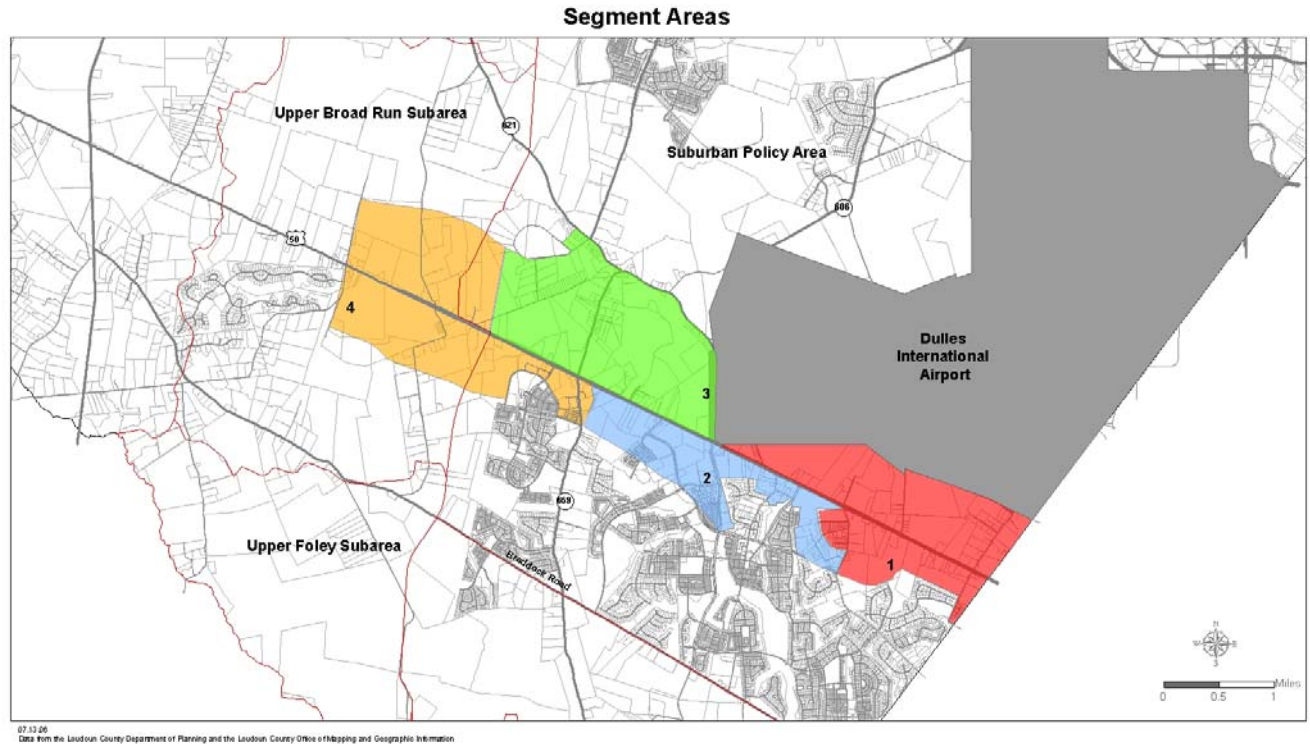 Segment Areas
Upper Broad Run Subarea
621
Suburban Policy Area
606
50
4
Dulles
International
Airport
3
2
659
Upper Foley Subarea
Braddock Road
1
N
W
E
S
Miles
0
0.5
1
07.13.06
Data from the Loudoun County Department of Planning and the Loudoun County Office of Mapping and Geographic Information